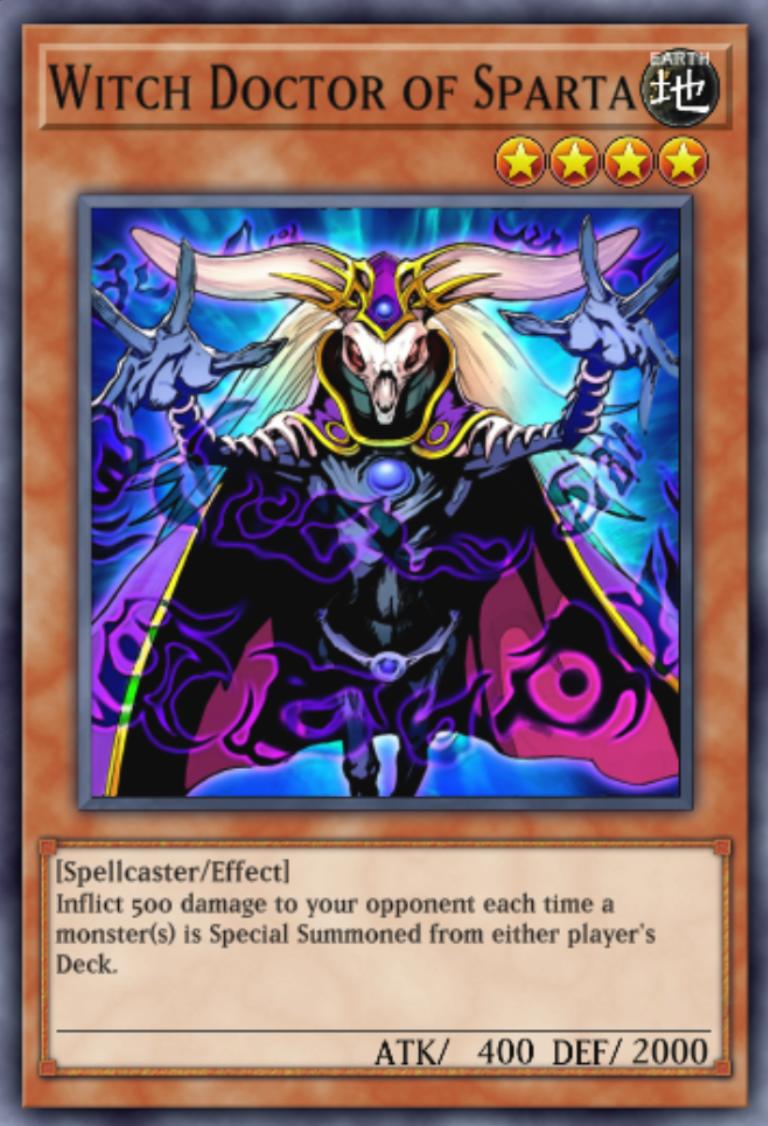 Witch Doctor of Sparta
EARTH
地
[Spellcaster/Effect]
Inflict 500 damage to your opponent each time a
monster(s) is Special Summoned from either player's
Deck.
ATK/ 400 DEF/ 2000